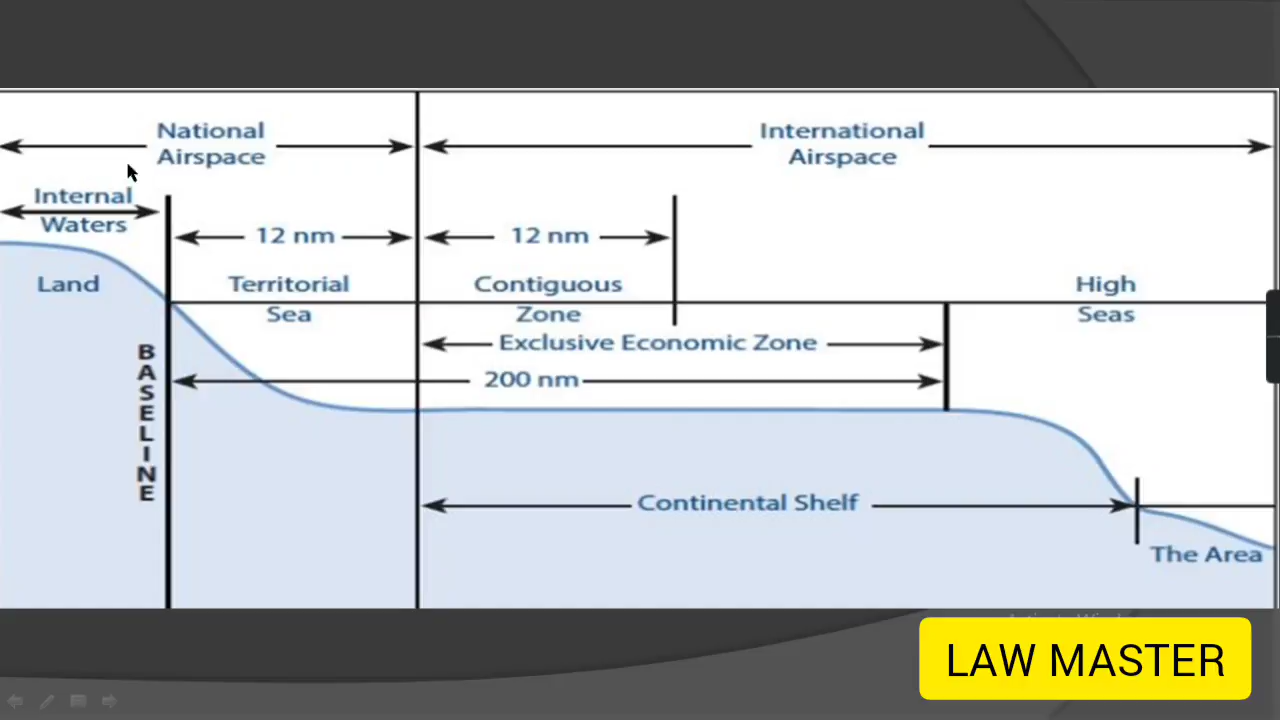 National
Airspace
International
Airspace
Internal
Waters
12 nm
12 nm
Land
Territorial
Sea
Contiguous
Zone
High
Seas
Exclusive Economic Zone
200 nm
BASELINE
Continental Shelf
The Area
LAW MASTER